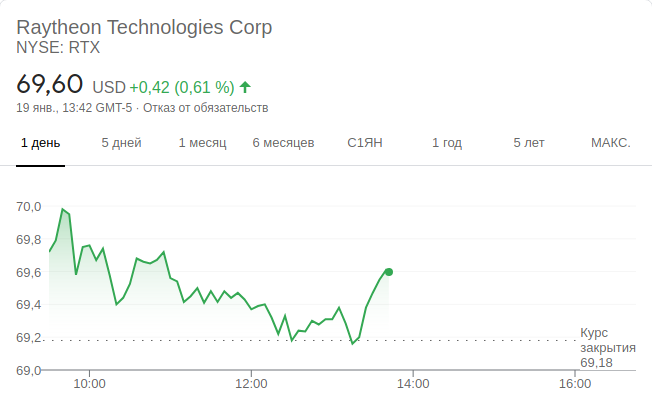 Raytheon Technologies Corp
NYSE: RTX
69,60 USD +0,42 (0,61 %) ↑
19 янв., 13:42 GMT-5 · Отказ от обязательств
1 день 5 дней 1 месяц 6 месяцев С1ЯН 1 год 5 лет МАКС.
70,0
69,8
69,6
69,4
69,2
69,0
Курс
закрытия
69,18
10:00 12:00 14:00 16:00